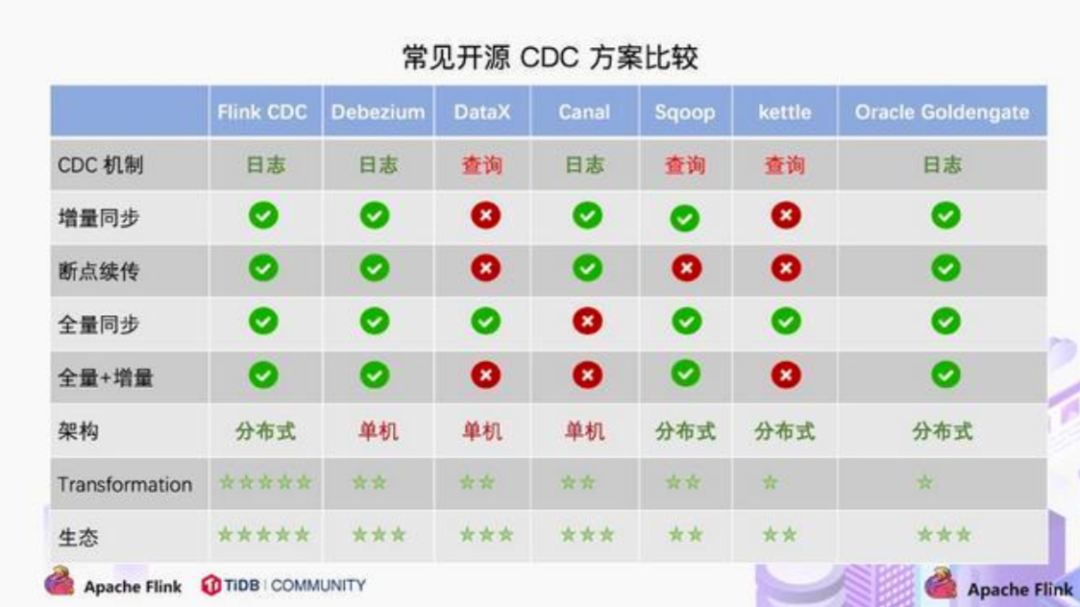 常见开源 CDC 方案比较
Flink CDC Debezium DataX Canal Sqoop kettle Oracle Goldengate
CDC 机制 日志 日志 查询 日志 查询 查询 日志
增量同步
断点续传
全量同步
全量+增量
架构 分布式 单机 单机 单机 分布式 分布式 分布式
Transformation ☆☆☆☆☆ ☆☆ ☆☆ ☆☆ ☆☆ ☆ ☆
生态 ☆☆☆☆☆ ☆☆☆ ☆☆☆ ☆☆☆ ☆☆ ☆☆ ☆☆☆
Apache Flink TiDB | COMMUNITY Apache Flink